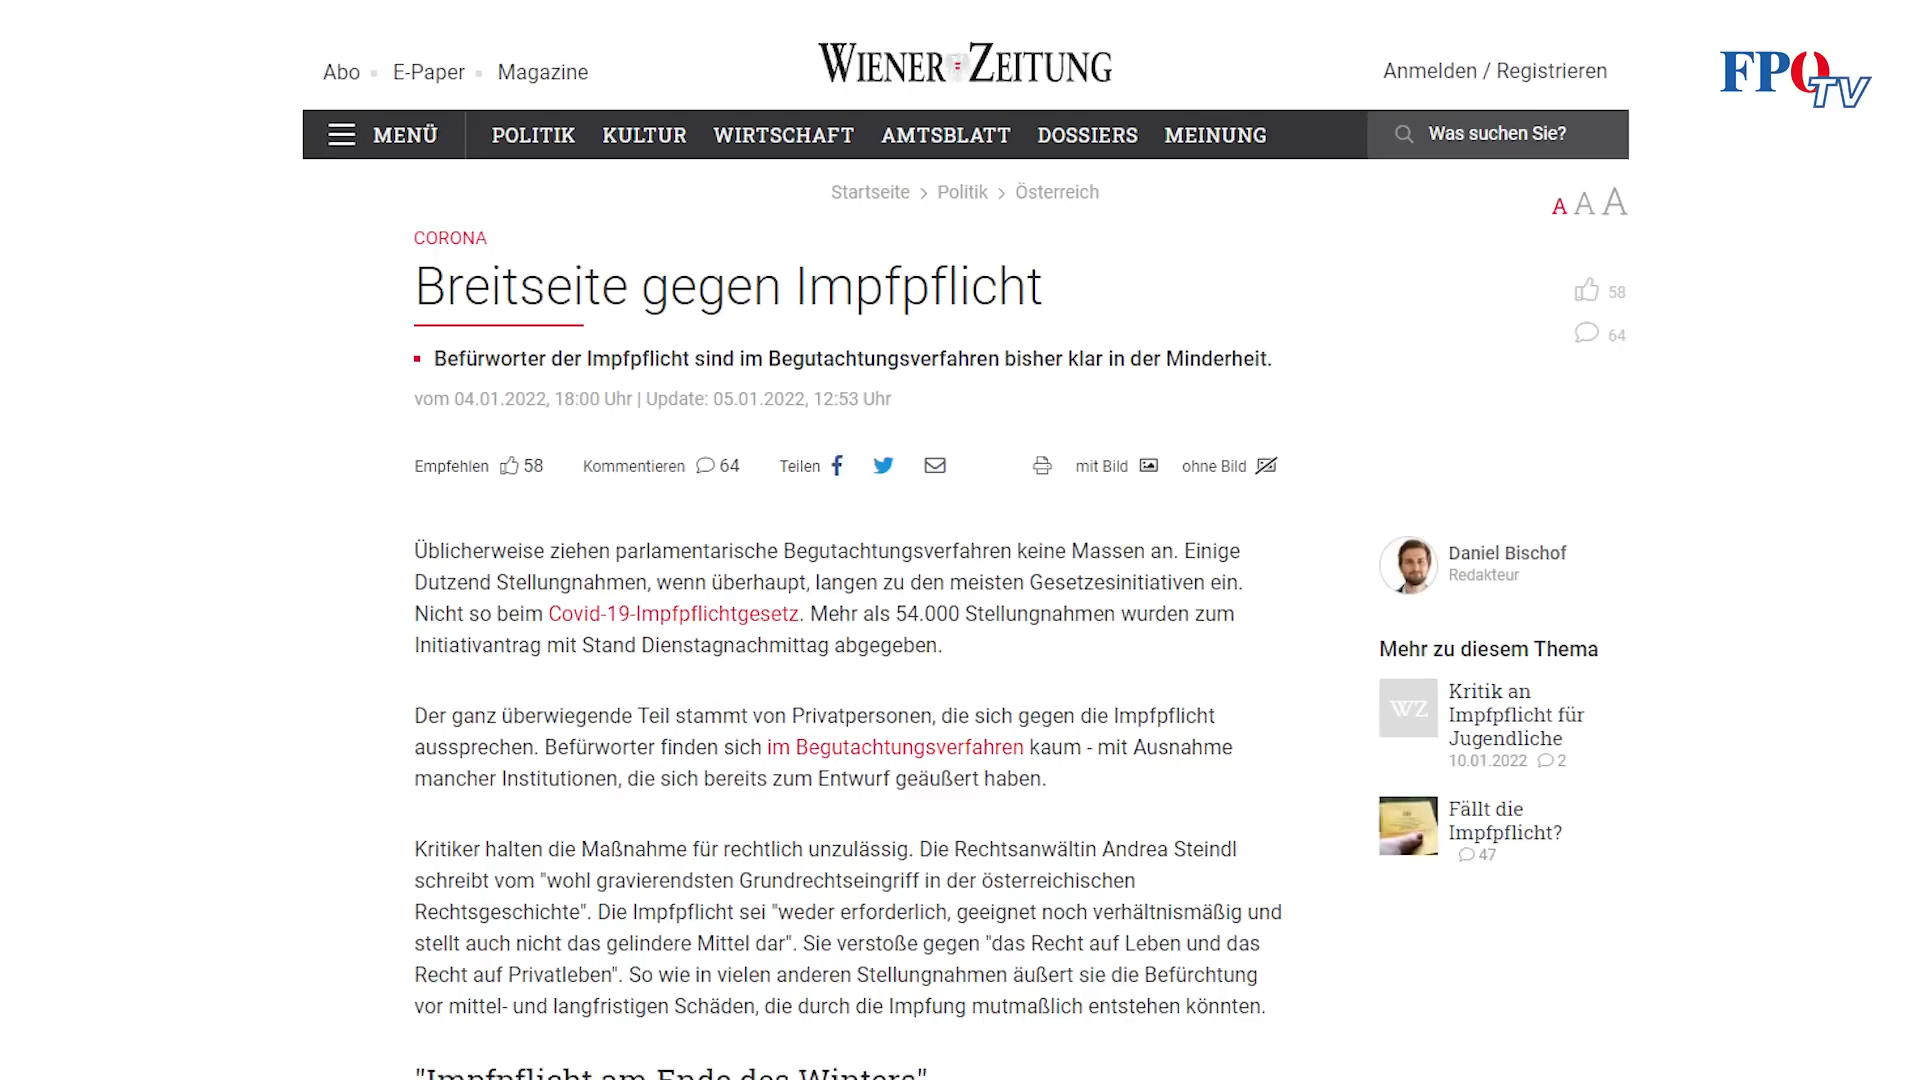 Abo E-Paper Magazine
WIENER ZEITUNG
Anmelden / Registrieren
FPÖ TV
MENÜ POLITIK KULTUR WIRTSCHAFT AMTSBLATT DOSSIERS MEINUNG Was suchen Sie?
Startseite > Politik > Österreich
A A A
CORONA
Breitseite gegen Impfpflicht
58
64
Befürworter der Impfpflicht sind im Begutachtungsverfahren bisher klar in der Minderheit.
vom 04.01.2022, 18:00 Uhr | Update: 05.01.2022, 12:53 Uhr
Empfehlen 58 Kommentieren 64 Teilen mit Bild ohne Bild
Üblicherweise ziehen parlamentarische Begutachtungsverfahren keine Massen an. Einige
Dutzend Stellungnahmen, wenn überhaupt, langen zu den meisten Gesetzesinitiativen ein.
Nicht so beim Covid-19-Impfpflichtgesetz. Mehr als 54.000 Stellungnahmen wurden zum
Initiativantrag mit Stand Dienstagnachmittag abgegeben.
Der ganz überwiegende Teil stammt von Privatpersonen, die sich gegen die Impfpflicht
aussprechen. Befürworter finden sich im Begutachtungsverfahren kaum - mit Ausnahme
mancher Institutionen, die sich bereits zum Entwurf geäußert haben.
Kritiker halten die Maßnahme für rechtlich unzulässig. Die Rechtsanwältin Andrea Steindl
schreibt vom "wohl gravierendsten Grundrechtseingriff in der österreichischen
Rechtsgeschichte". Die Impfpflicht sei "weder erforderlich, geeignet noch verhältnismäßig und
stellt auch nicht das gelindere Mittel dar". Sie verstoße gegen "das Recht auf Leben und das
Recht auf Privatleben". So wie in vielen anderen Stellungnahmen äußert sie die Befürchtung
vor mittel- und langfristigen Schäden, die durch die Impfung mutmaßlich entstehen könnten.
"Impfpflicht am Ende des Winters"
Daniel Bischof
Redakteur
Mehr zu diesem Thema
WZ
Kritik an
Impfpflicht für
Jugendliche
10.01.2022 2
Fällt die
Impfpflicht?
47